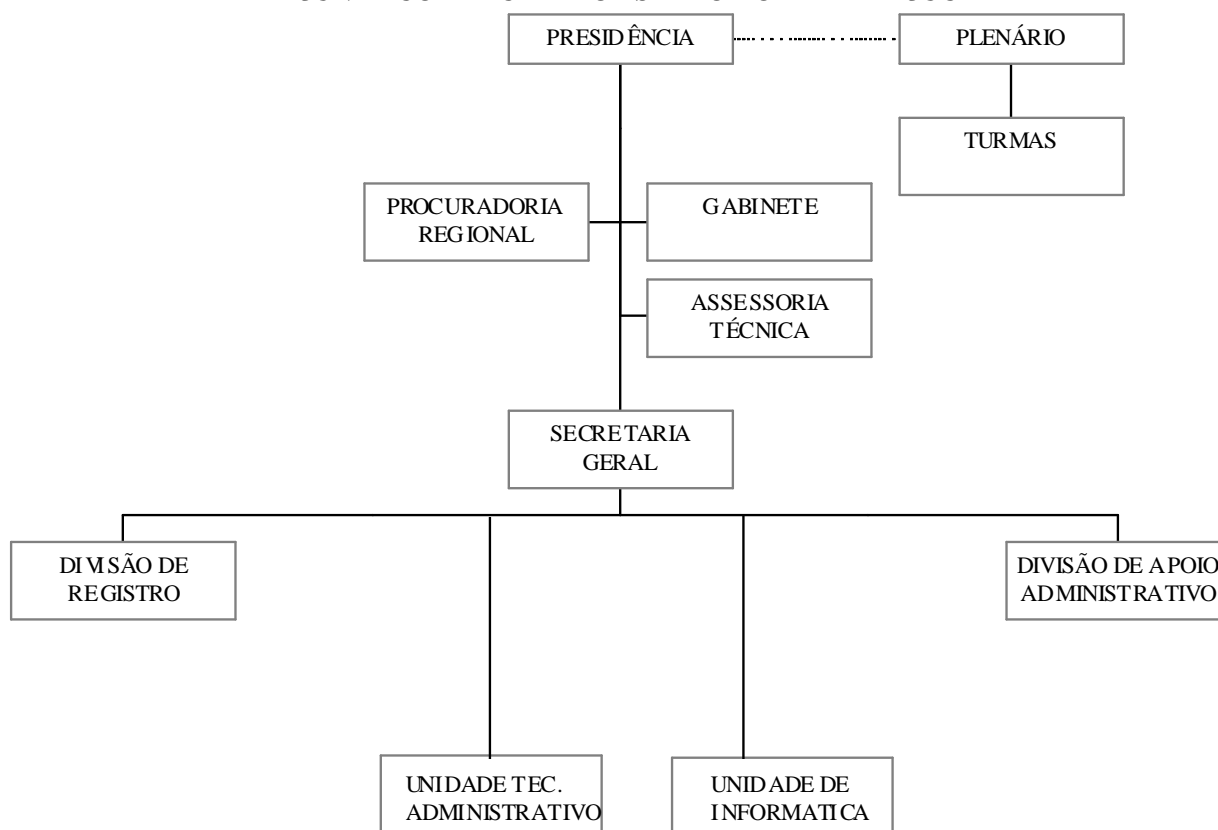 PRESIDÊNCIA
PLENÁRIO
TURMAS
PROCURADORIA
REGIONAL
GABINETE
ASSESSORIA
TÉCNICA
SECRETARIA
GERAL
DIVISÃO DE
REGISTRO
DIVISÃO DE APOIO
ADMINISTRATIVO
UNIDADE TEC.
ADMINISTRATIVO
UNIDADE DE
INFORMATICA